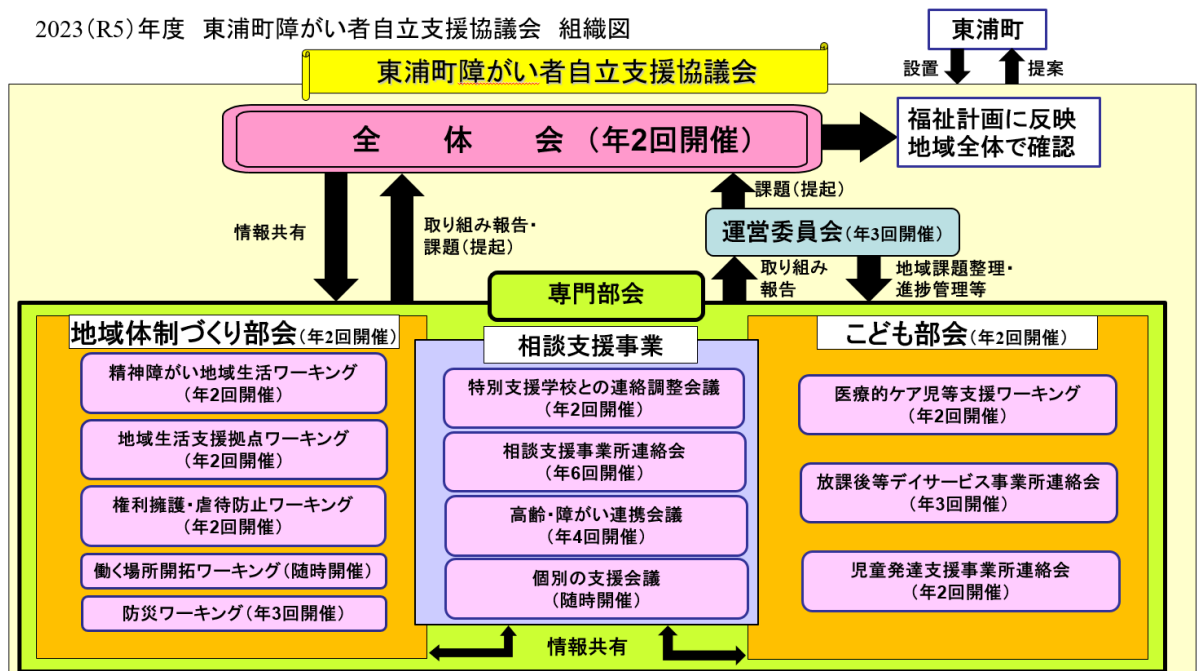 2023(R5)年度 東浦町障がい者自立支援協議会 組織図
東浦町
設置
提案
東浦町障がい者自立支援協議会
全 体 会 (年2回開催)
福祉計画に反映
地域全体で確認
情報共有
取り組み報告・
課題(提起)
課題(提起)
運営委員会(年3回開催)
取り組み
報告
地域課題整理・
進捗管理等
専門部会
地域体制づくり部会(年2回開催)
精神障がい地域生活ワーキング
(年2回開催)
地域生活支援拠点ワーキング
(年2回開催)
権利擁護・虐待防止ワーキング
(年2回開催)
働く場所開拓ワーキング(随時開催)
防災ワーキング(年3回開催)
相談支援事業
特別支援学校との連絡調整会議
(年2回開催)
相談支援事業所連絡会
(年6回開催)
高齢・障がい連携会議
(年4回開催)
個別の支援会議
(随時開催)
こども部会(年2回開催)
医療的ケア児等支援ワーキング
(年2回開催)
放課後等デイサービス事業所連絡会
(年3回開催)
児童発達支援事業所連絡会
(年2回開催)
情報共有